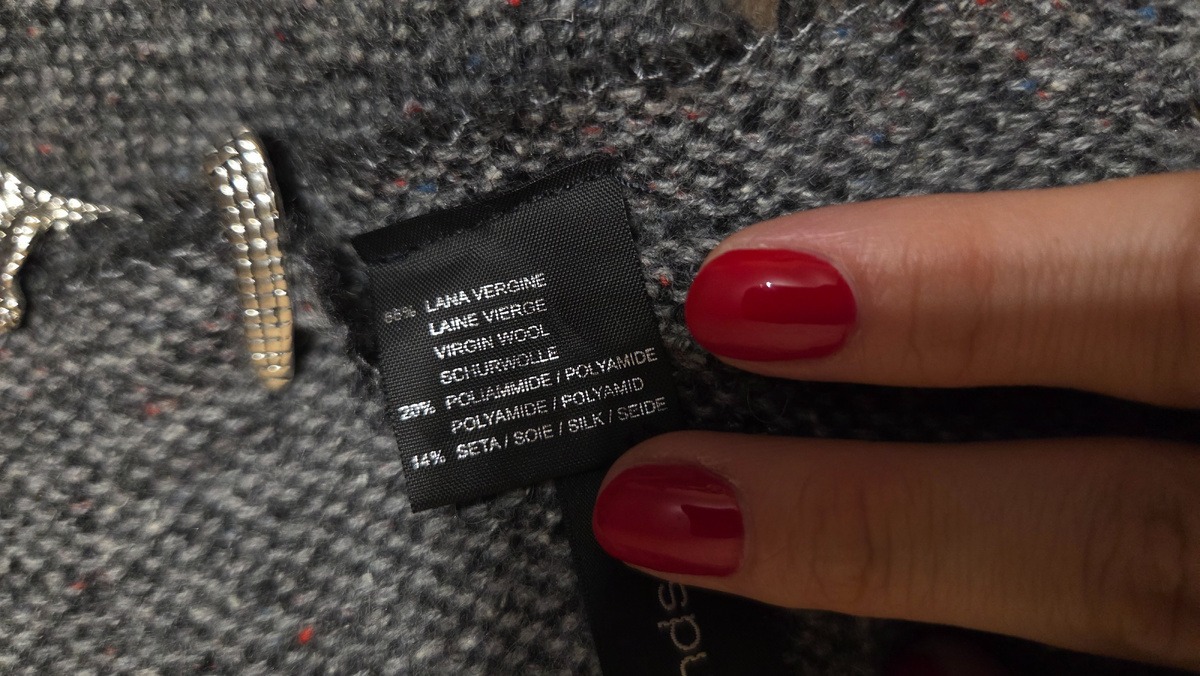 66% LANA VERGINE
LAINE VIERGE
VIRGIN WOOL
SCHURWOLLE
20% POLIAMMIDE / POLYAMIDE
POLYAMIDE / POLYAMID
14% SETA / SOIE / SILK / SEIDE